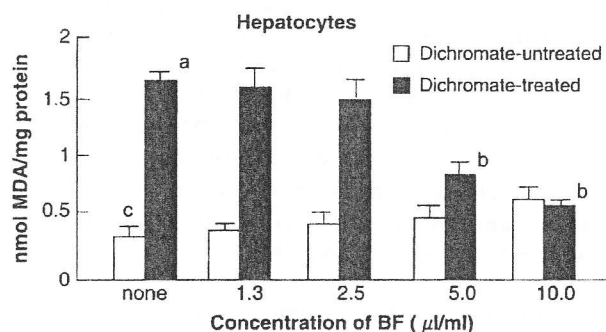 Hepatocytes
nmol MDA/mg protein
2
1.5
1
0.5
0
Dichromate-untreated
Dichromate-treated
a
c
b
b
none 1.3 2.5 5.0 10.0
Concentration of BF ( µl/ml)